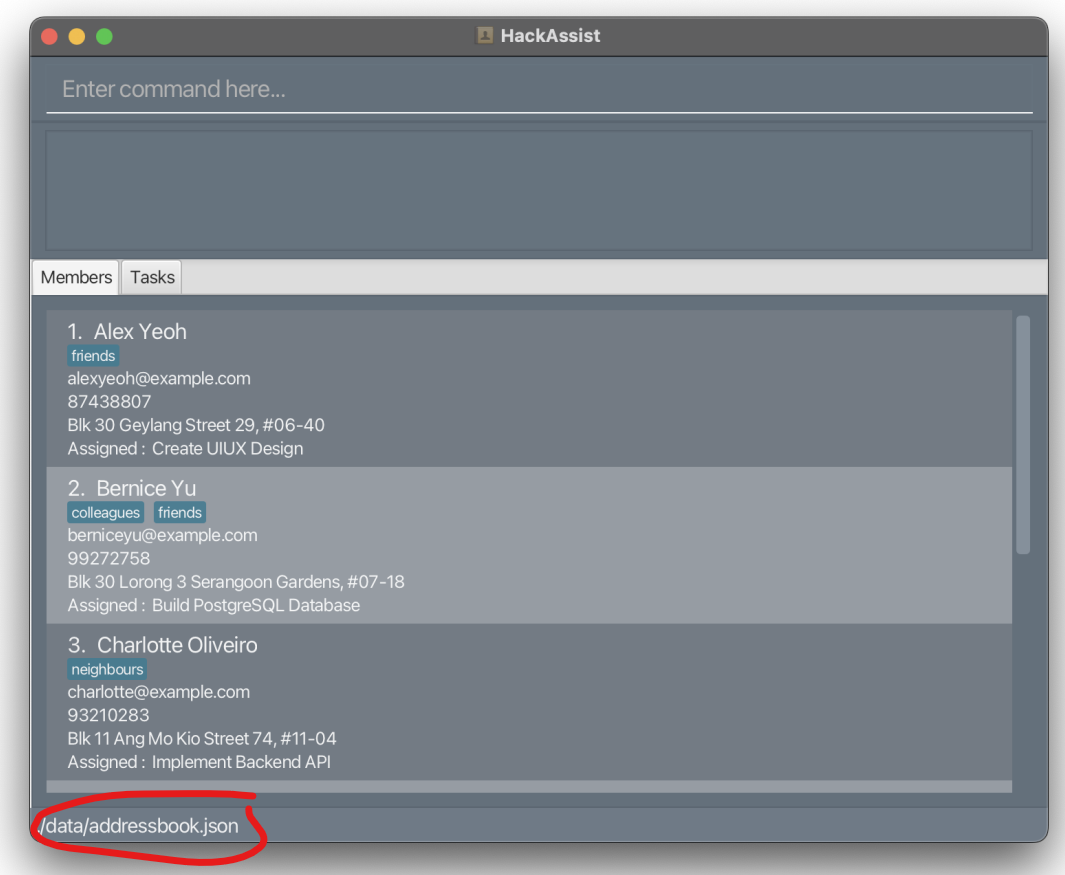 HackAssist
Enter command here...
Members Tasks
1. Alex Yeoh
friends
alexyeoh@example.com
87438807
Blk 30 Geylang Street 29, #06-40
Assigned : Create UIUX Design
2. Bernice Yu
colleagues friends
berniceyu@example.com
99272758
Blk 30 Lorong 3 Serangoon Gardens, #07-18
Assigned : Build PostgreSQL Database
3. Charlotte Oliveiro
neighbours
charlotte@example.com
93210283
Blk 11 Ang Mo Kio Street 74, #11-04
Assigned : Implement Backend API
./data/addressbook.json